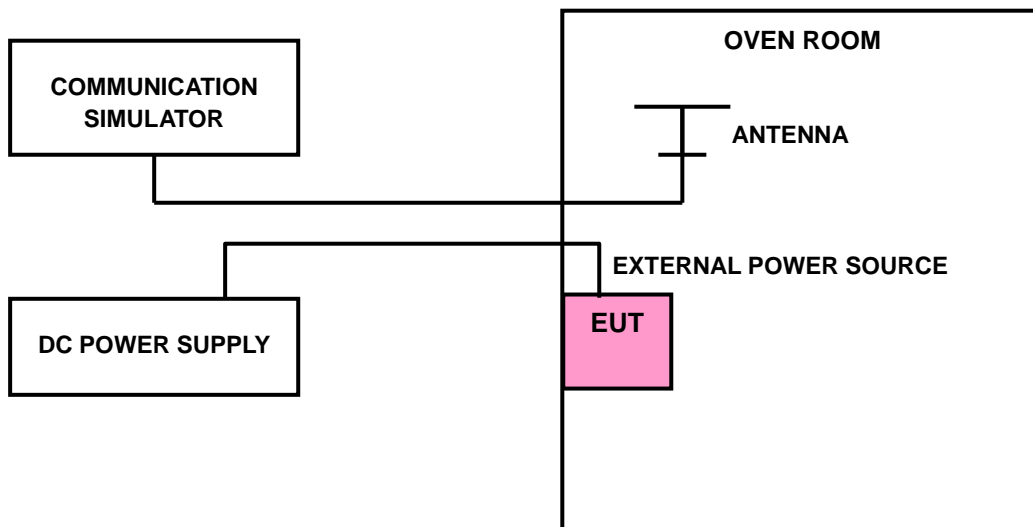 OVEN ROOM
COMMUNICATION
SIMULATOR
ANTENNA
EXTERNAL POWER SOURCE
EUT
DC POWER SUPPLY